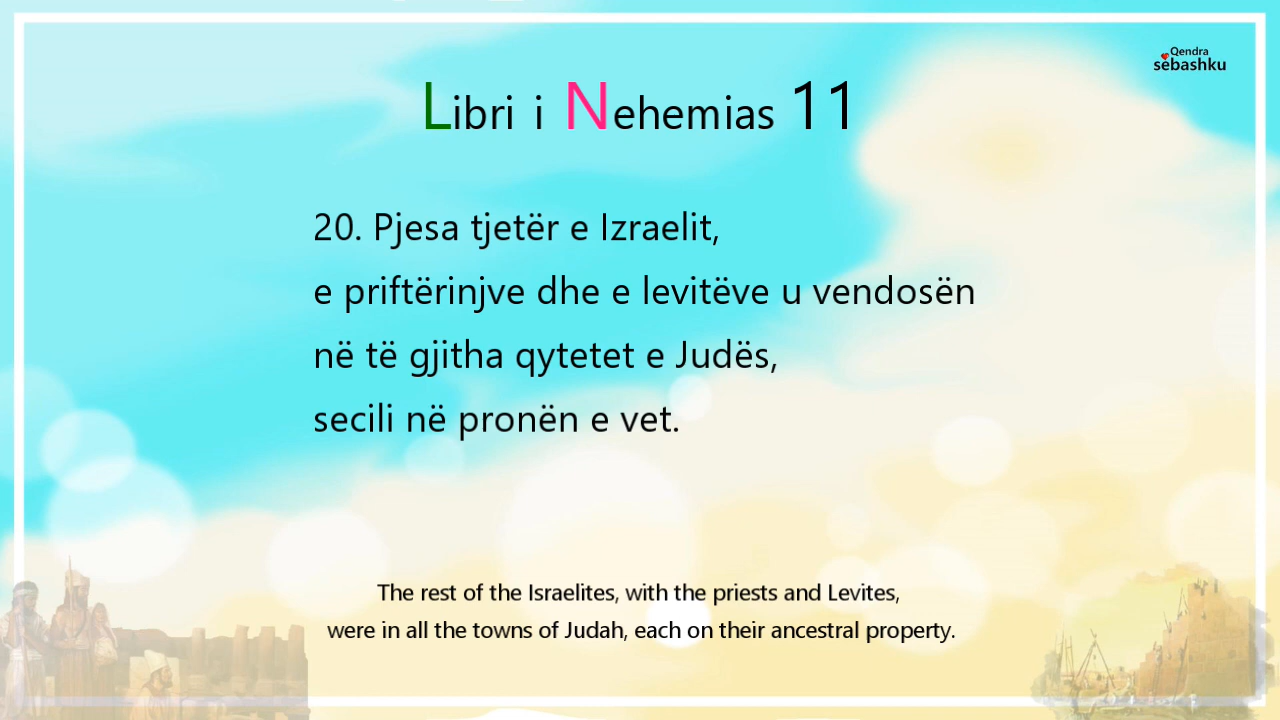 Qendra
sëbashku
Libri i Nehemias 11
20. Pjesa tjetër e Izraelit,
e priftërinjve dhe e levitëve u vendosën
në të gjitha qytetet e Judës,
secili në pronën e vet.
The rest of the Israelites, with the priests and Levites,
were in all the towns of Judah, each on their ancestral property.